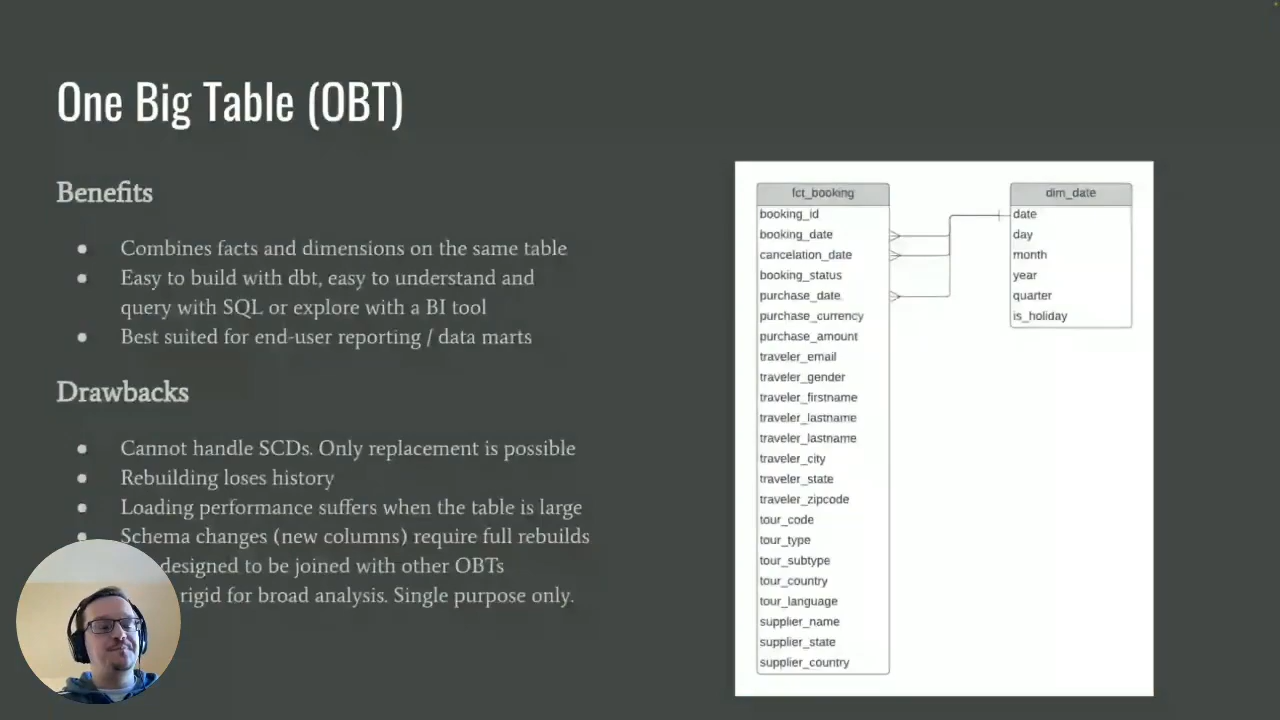 One Big Table (OBT)
Benefits
● Combines facts and dimensions on the same table
● Easy to build with dbt, easy to understand and
query with SQL or explore with a BI tool
● Best suited for end-user reporting / data marts
Drawbacks
● Cannot handle SCDs. Only replacement is possible
● Rebuilding loses history
● Loading performance suffers when the table is large
● Schema changes (new columns) require full rebuilds
designed to be joined with other OBTs
rigid for broad analysis. Single purpose only.
fct_booking
booking_id
booking_date
cancelation_date
booking_status
purchase_date
purchase_currency
purchase_amount
traveler_email
traveler_gender
traveler_firstname
traveler_lastname
traveler_lastname
traveler_city
traveler_state
traveler_zipcode
tour_code
tour_type
tour_subtype
tour_country
tour_language
supplier_name
supplier_state
supplier_country
dim_date
date
day
month
year
quarter
is_holiday